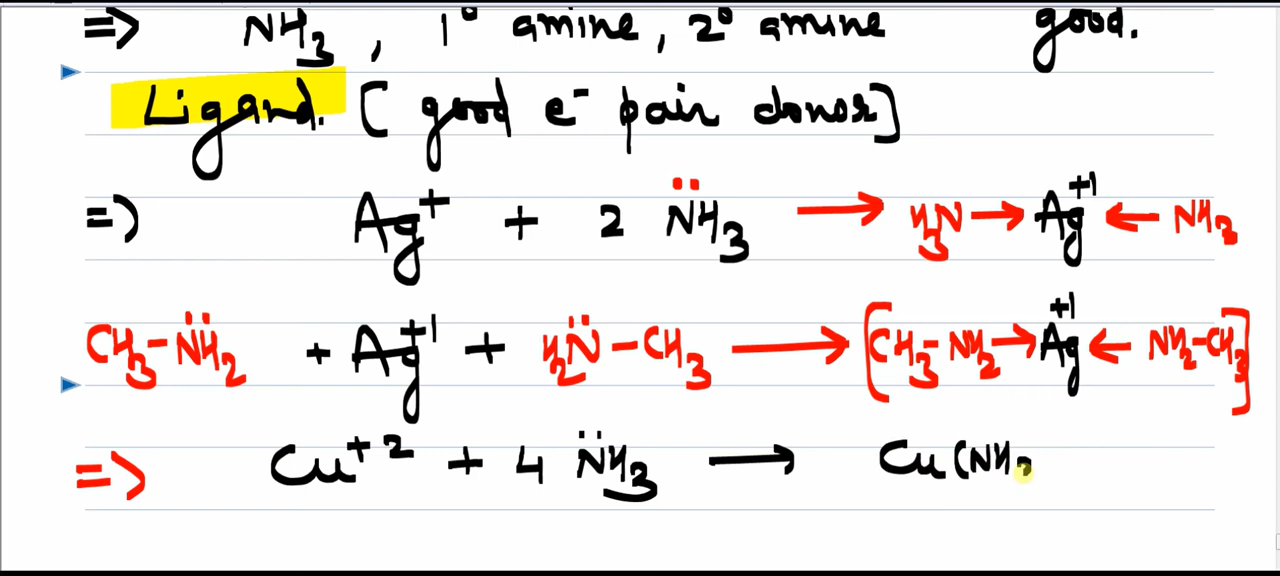 => NH₃, 1° amine, 2° amine good.
Ligand. [ good e⁻ pair donor]
=> Ag⁺ + 2 N̈H₃ → H₃N → Ag⁺¹ ← NH₃
CH₃-N̈H₂ + Ag⁺¹ + H₂N̈-CH₃ → [CH₃-NH₂→Ag⁺¹← NH₂-CH₃]
=> Cu⁺² + 4 N̈H₃ → Cu(NH